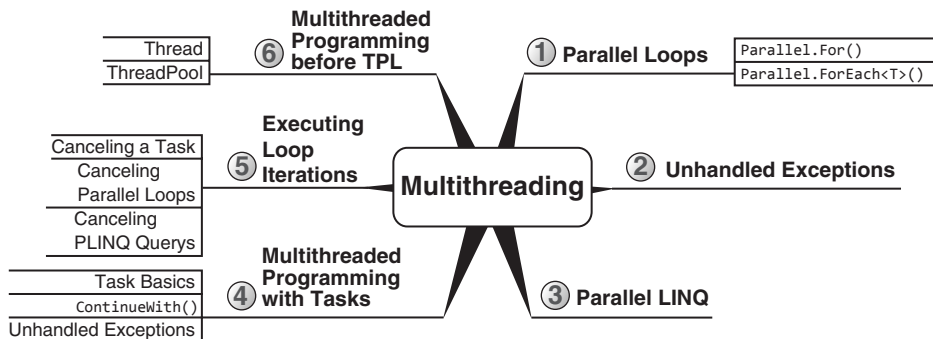 Multithreading
1 Parallel Loops
Parallel.For()
Parallel.ForEach<T>()
2 Unhandled Exceptions
3 Parallel LINQ
4 Multithreaded
Programming
with Tasks
Task Basics
ContinueWith()
Unhandled Exceptions
5 Executing
Loop
Iterations
Canceling a Task
Canceling
Parallel Loops
Canceling
PLINQ Querys
6 Multithreaded
Programming
before TPL
Thread
ThreadPool